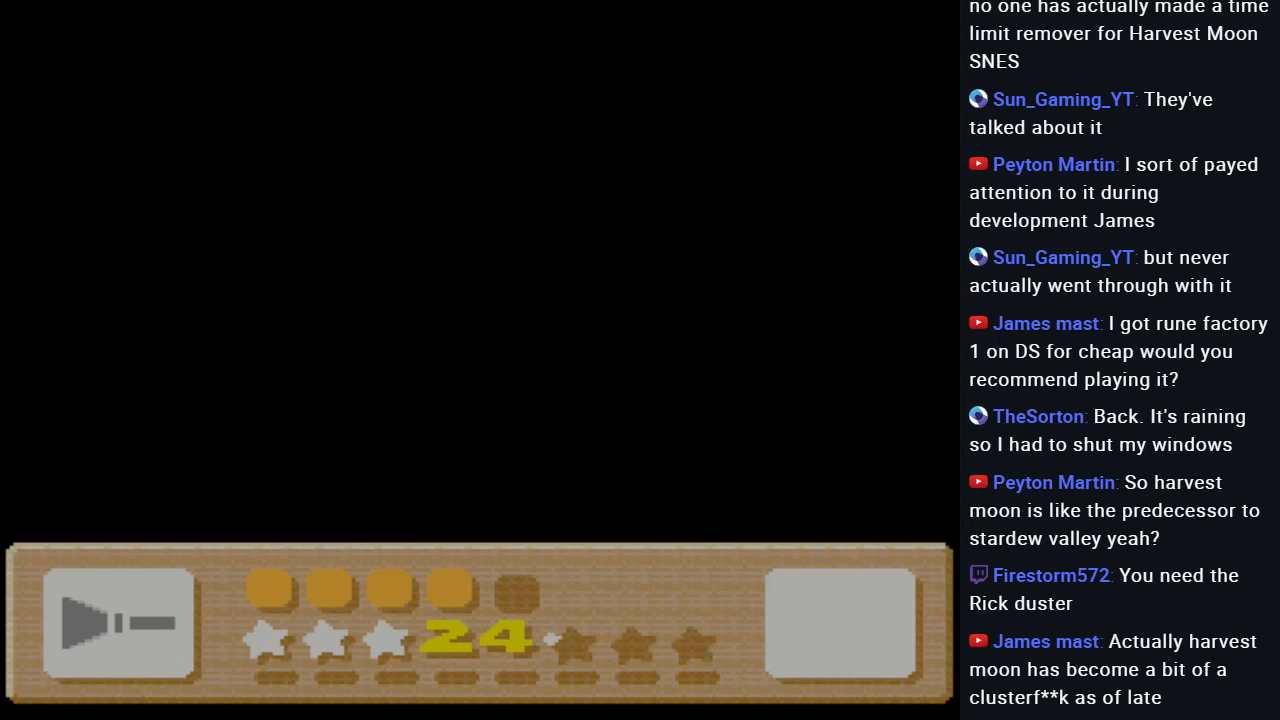 no one has actually made a time
limit remover for Harvest Moon
SNES
Sun_Gaming_YT: They've
talked about it
Peyton Martin: I sort of payed
attention to it during
development James
Sun_Gaming_YT: but never
actually went through with it
James mast: I got rune factory
1 on DS for cheap would you
recommend playing it?
TheSorton: Back. It's raining
so I had to shut my windows
Peyton Martin: So harvest
moon is like the predecessor to
stardew valley yeah?
Firestorm572: You need the
Rick duster
James mast: Actually harvest
moon has become a bit of a
clusterf**k as of late
24